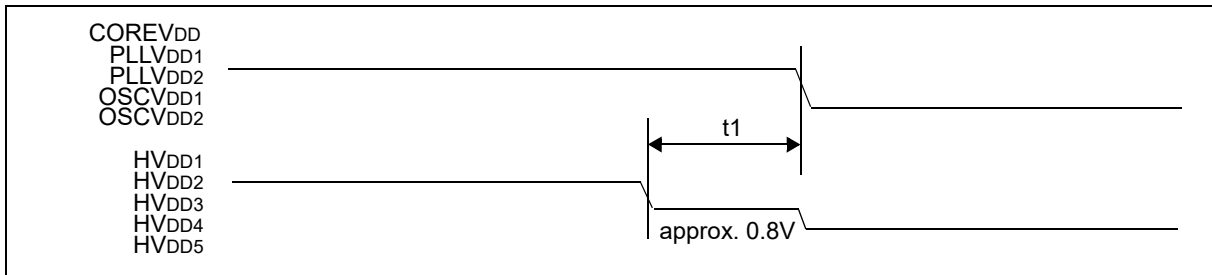 COREVDD
PLLVDD1
PLLVDD2
OSCVDD1
OSCVDD2
t1
HVDD1
HVDD2
HVDD3
HVDD4
HVDD5
approx. 0.8V